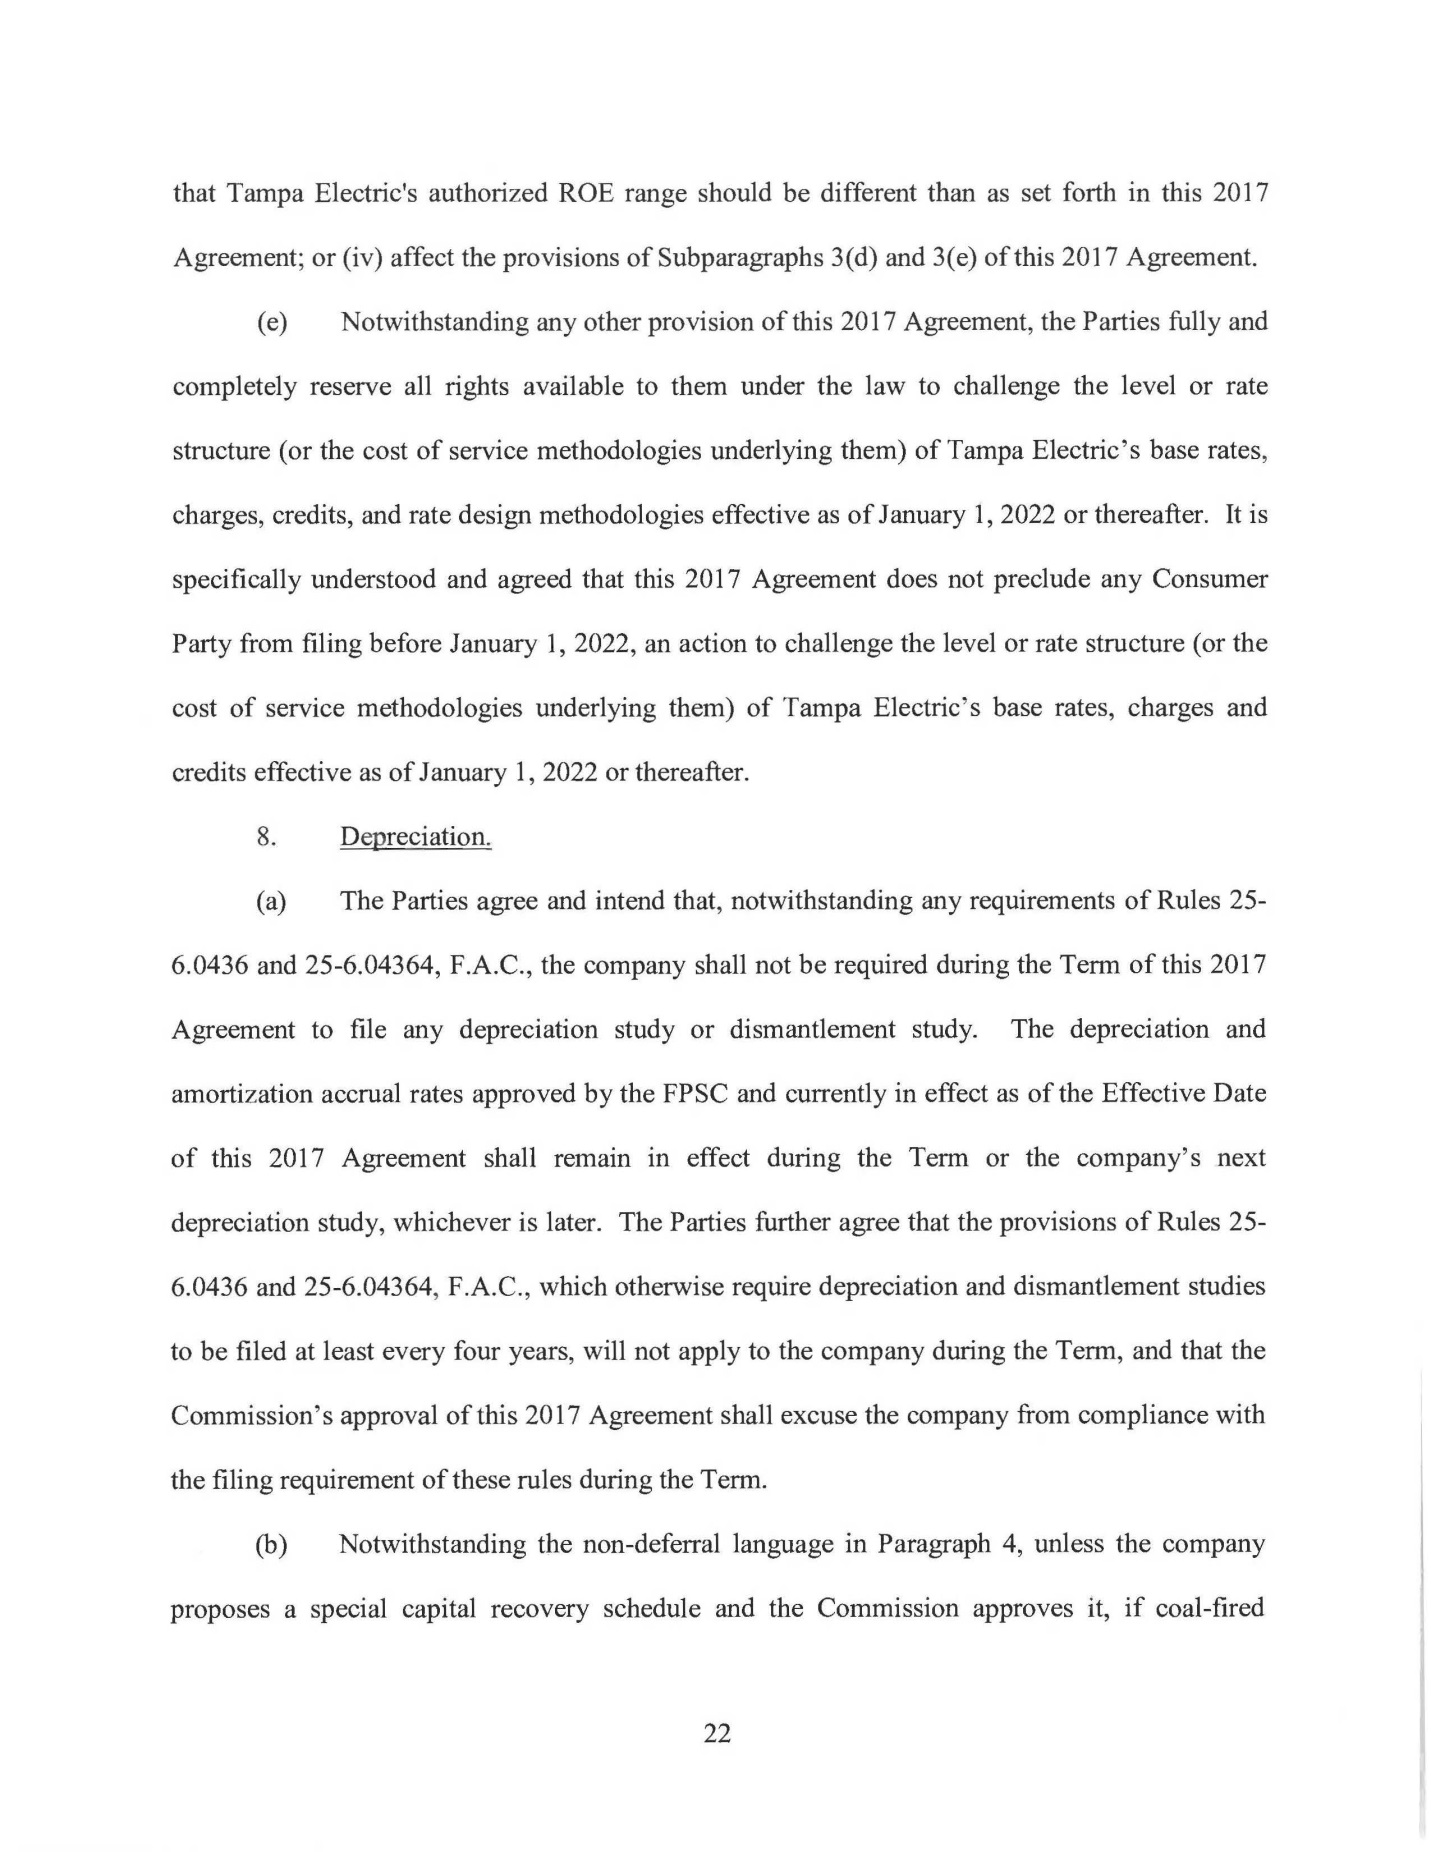 that Tampa Electric's authorized ROE range should be different than as set forth in this 2017
Agreement; or (iv) affect the provisions of Subparagraphs 3(d) and 3(e) of this 2017 Agreement.
(e) Notwithstanding any other provision of this 2017 Agreement, the Parties fully and
completely reserve all rights available to them under the law to challenge the level or rate
structure (or the cost of service methodologies underlying them) of Tampa Electric’s base rates,
charges, credits, and rate design methodologies effective as of January 1, 2022 or thereafter. It is
specifically understood and agreed that this 2017 Agreement does not preclude any Consumer
Party from filing before January 1, 2022, an action to challenge the level or rate structure (or the
cost of service methodologies underlying them) of Tampa Electric’s base rates, charges and
credits effective as of January 1, 2022 or thereafter.
8. Depreciation.
(a) The Parties agree and intend that, notwithstanding any requirements of Rules 25-
6.0436 and 25-6.04364, F.A.C., the company shall not be required during the Term of this 2017
Agreement to file any depreciation study or dismantlement study. The depreciation and
amortization accrual rates approved by the FPSC and currently in effect as of the Effective Date
of this 2017 Agreement shall remain in effect during the Term or the company’s next
depreciation study, whichever is later. The Parties further agree that the provisions of Rules 25-
6.0436 and 25-6.04364, F.A.C., which otherwise require depreciation and dismantlement studies
to be filed at least every four years, will not apply to the company during the Term, and that the
Commission’s approval of this 2017 Agreement shall excuse the company from compliance with
the filing requirement of these rules during the Term.
(b) Notwithstanding the non-deferral language in Paragraph 4, unless the company
proposes a special capital recovery schedule and the Commission approves it, if coal-fired
22